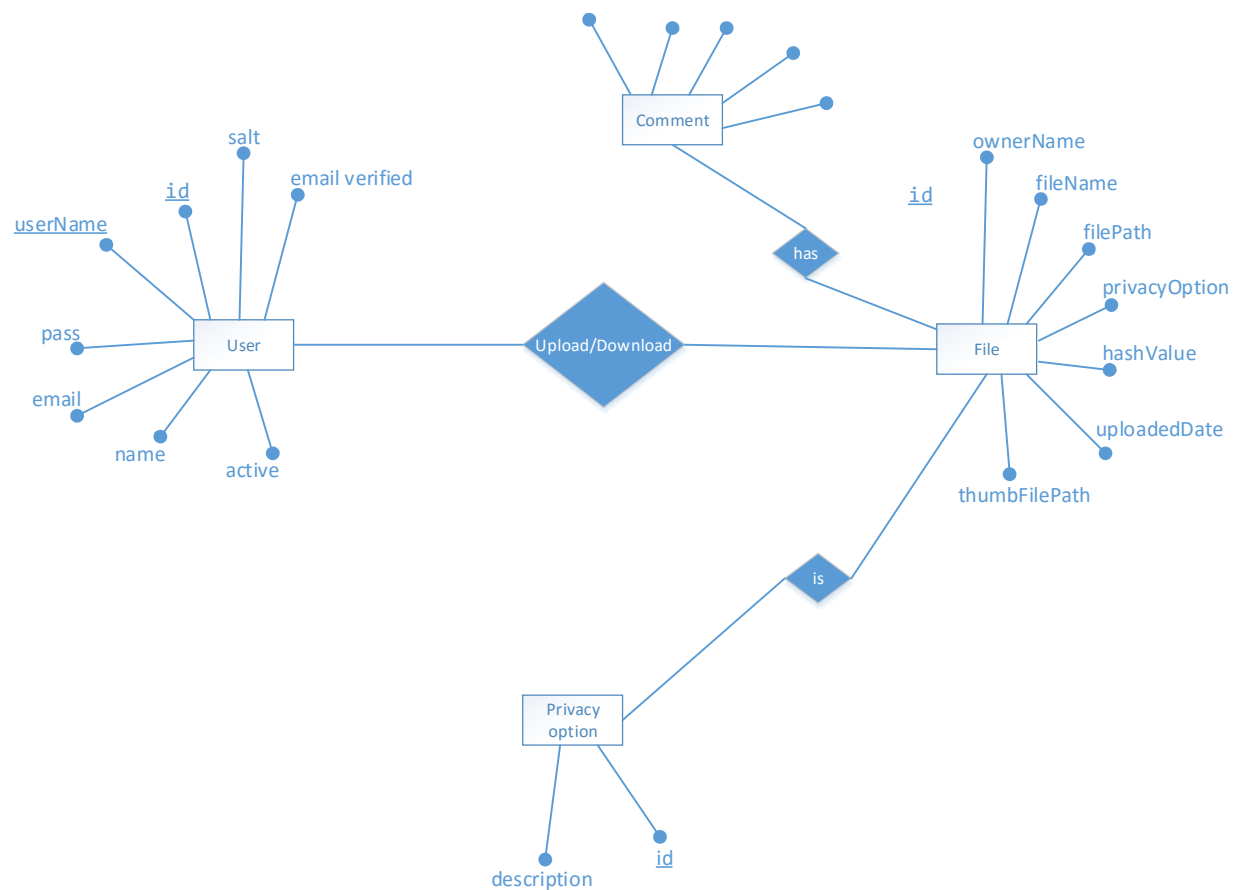 Comment
salt
ownerName
email verified
id
fileName
id
userName
filePath
has
privacyOption
pass
User
Upload/Download
File
hashValue
email
uploadedDate
name
active
thumbFilePath
is
Privacy
option
id
description